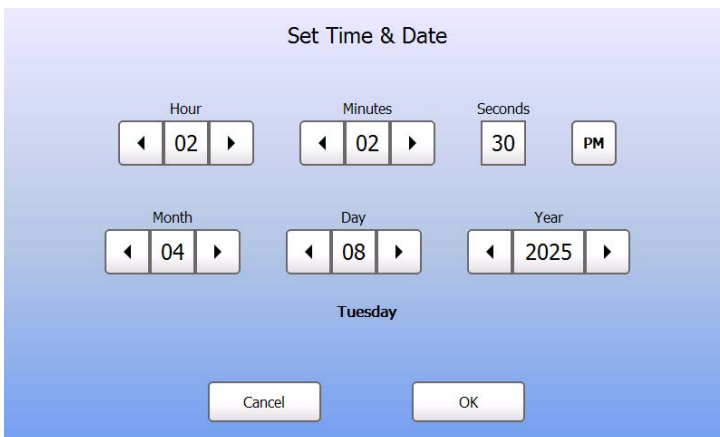 Set Time & Date
Hour Minutes Seconds
02 02 30 PM
Month Day Year
04 08 2025
Tuesday
Cancel OK